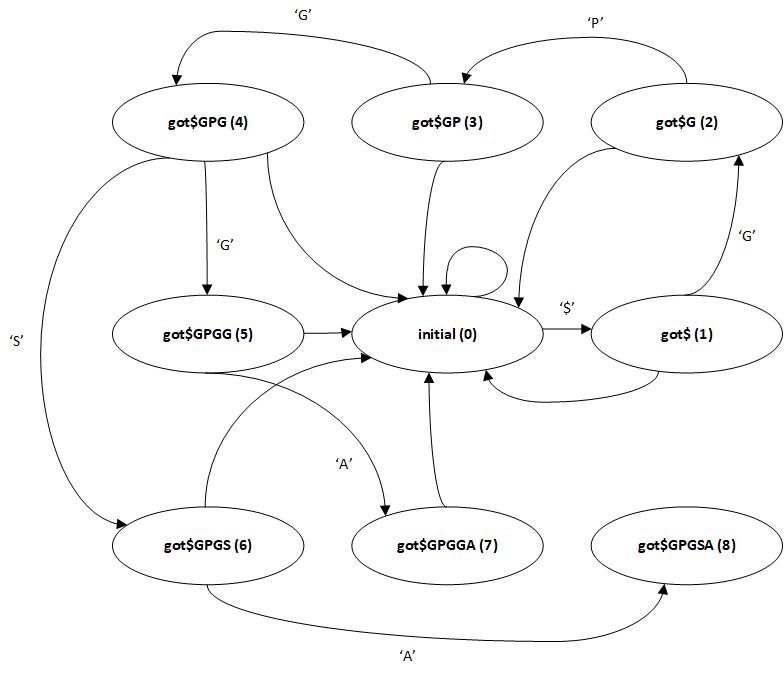 ‘G’
‘P’
got$GPG (4)
got$GP (3)
got$G (2)
‘G’
‘G’
‘S’
got$GPGG (5)
initial (0)
‘$’
got$ (1)
‘A’
got$GPGS (6)
got$GPGGA (7)
got$GPGSA (8)
‘A’